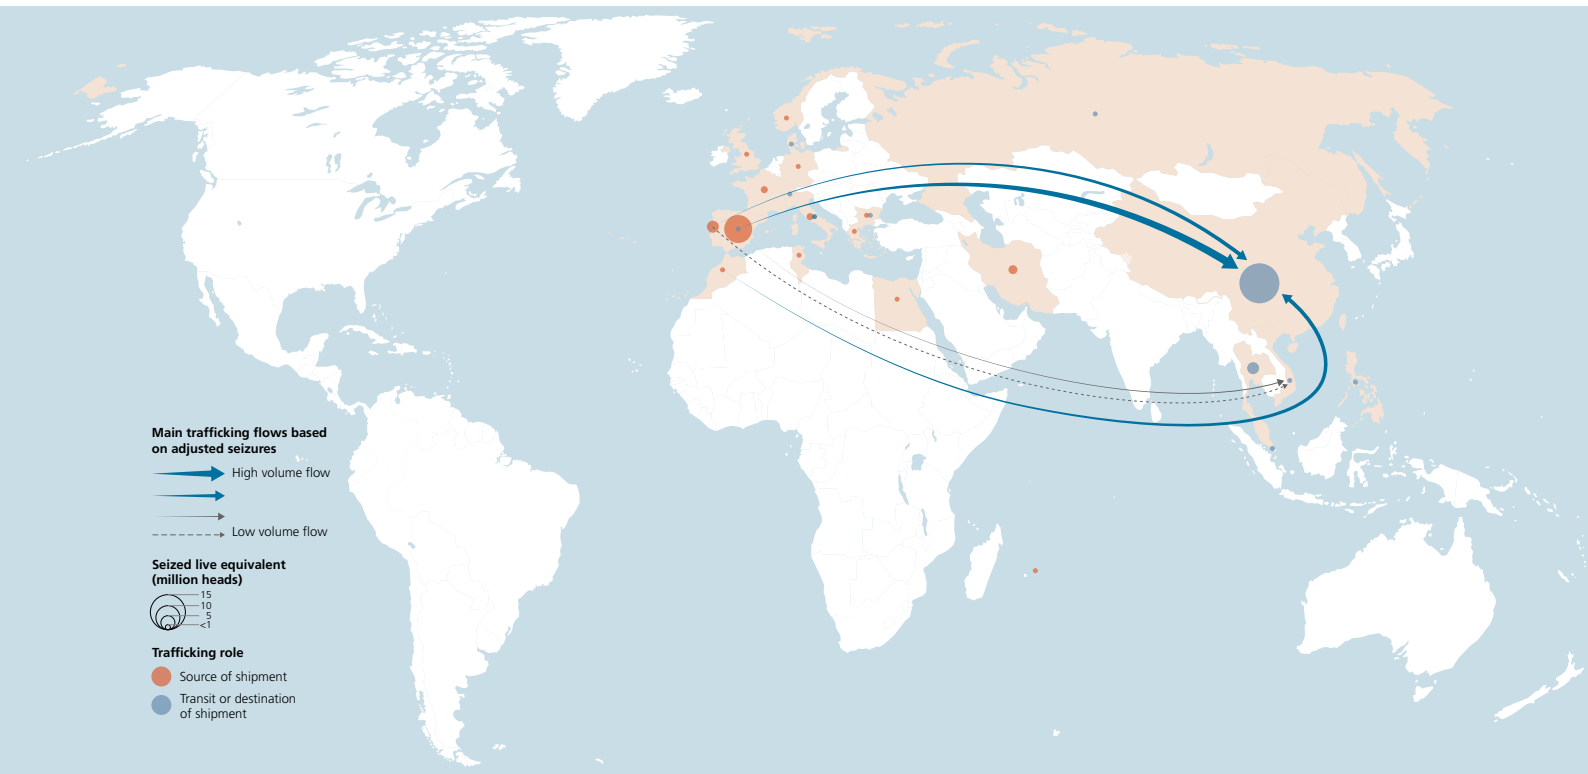 Main trafficking flows based
on adjusted seizures
High volume flow
Low volume flow
Seized live equivalent
(million heads)
15
10
5
<1
Trafficking role
Source of shipment
Transit or destination
of shipment